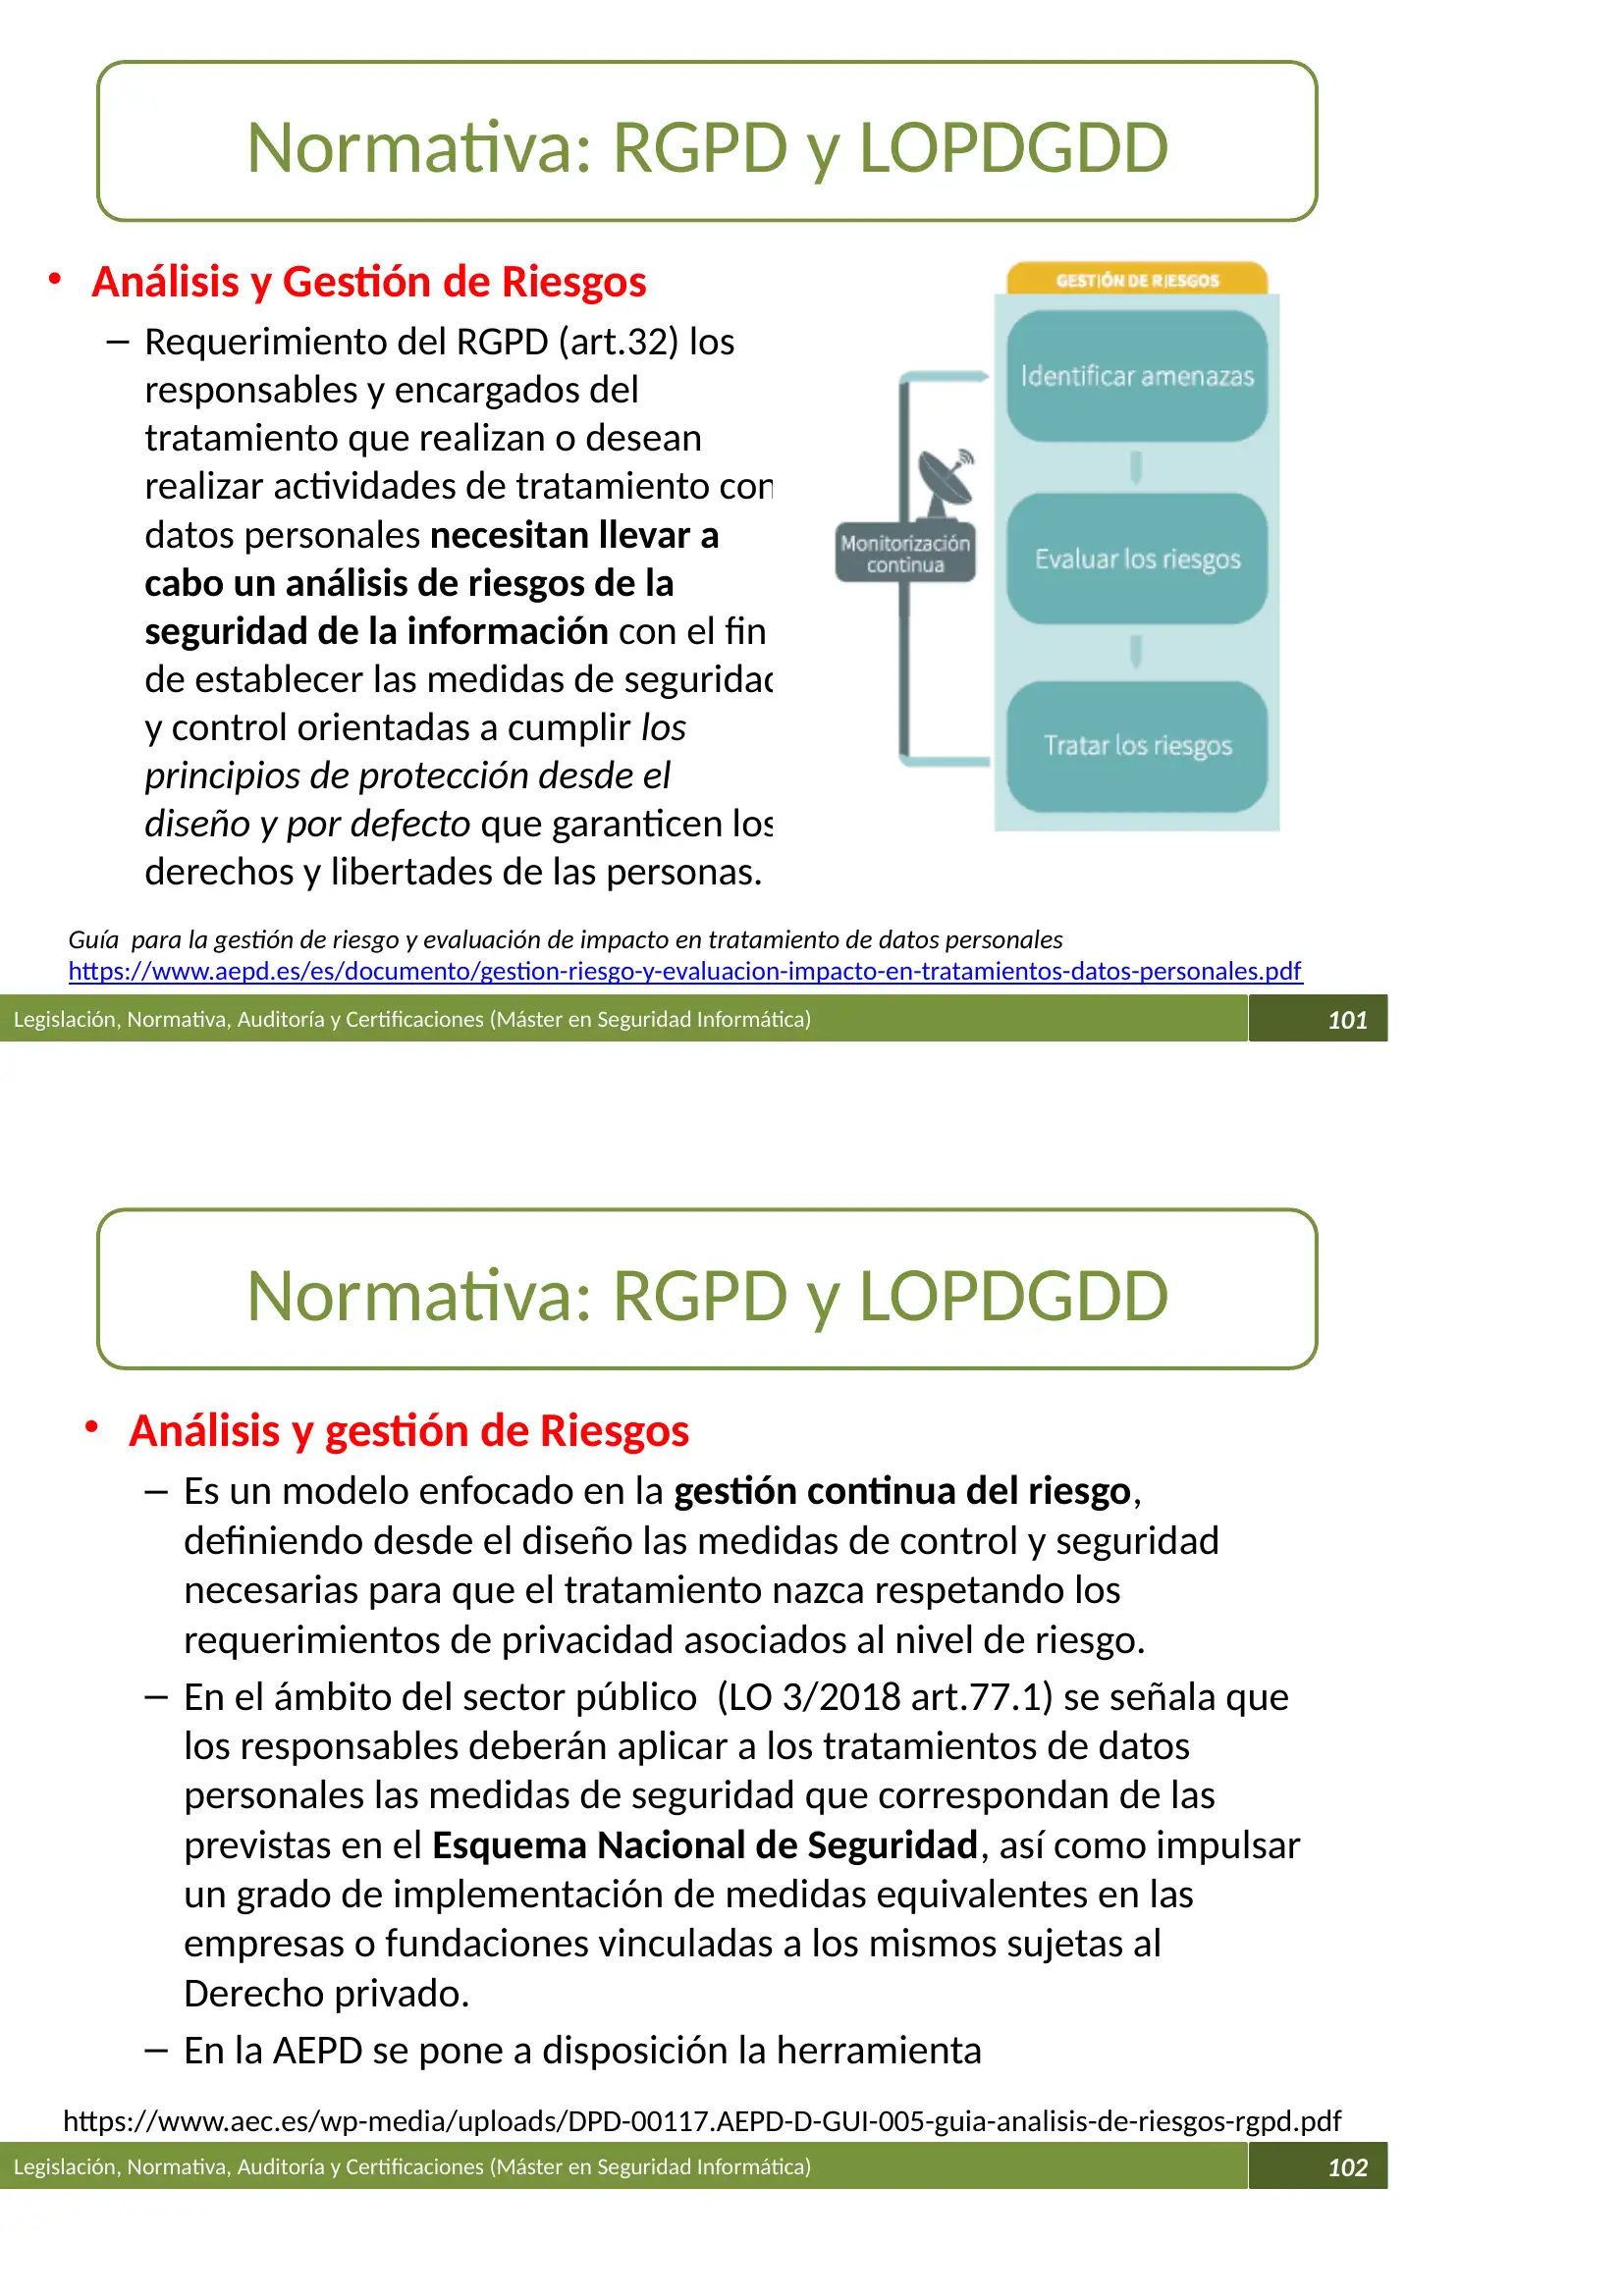 Normativa: RGPD y LOPDGDD
• Análisis y Gestión de Riesgos
– Requerimiento del RGPD (art.32) los
responsables y encargados del
tratamiento que realizan o desean
realizar actividades de tratamiento con
datos personales necesitan llevar a
cabo un análisis de riesgos de la
seguridad de la información con el fin
de establecer las medidas de seguridad
y control orientadas a cumplir los
principios de protección desde el
diseño y por defecto que garanticen los
derechos y libertades de las personas.
GESTIÓN DE RIESGOS
Identificar amenazas
Monitorización
continua
Evaluar los riesgos
Tratar los riesgos
Guía  para la gestión de riesgo y evaluación de impacto en tratamiento de datos personales
https://www.aepd.es/es/documento/gestion-riesgo-y-evaluacion-impacto-en-tratamientos-datos-personales.pdf
Legislación, Normativa, Auditoría y Certificaciones (Máster en Seguridad Informática)
101
Normativa: RGPD y LOPDGDD
• Análisis y gestión de Riesgos
– Es un modelo enfocado en la gestión continua del riesgo,
definiendo desde el diseño las medidas de control y seguridad
necesarias para que el tratamiento nazca respetando los
requerimientos de privacidad asociados al nivel de riesgo.
– En el ámbito del sector público  (LO 3/2018 art.77.1) se señala que
los responsables deberán aplicar a los tratamientos de datos
personales las medidas de seguridad que correspondan de las
previstas en el Esquema Nacional de Seguridad, así como impulsar
un grado de implementación de medidas equivalentes en las
empresas o fundaciones vinculadas a los mismos sujetas al
Derecho privado.
– En la AEPD se pone a disposición la herramienta
https://www.aec.es/wp-media/uploads/DPD-00117.AEPD-D-GUI-005-guia-analisis-de-riesgos-rgpd.pdf
Legislación, Normativa, Auditoría y Certificaciones (Máster en Seguridad Informática)
102